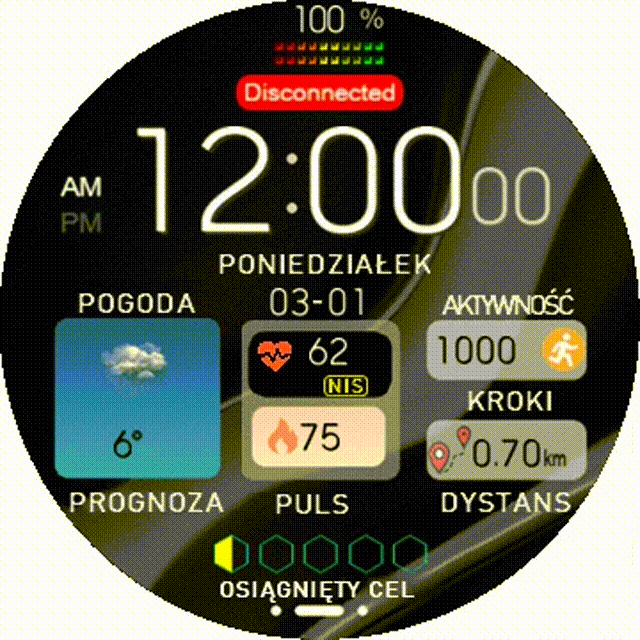 100 %
Disconnected
AM
PM
12:00 00
PONIEDZIAŁEK
03-01
POGODA
6°
PROGNOZA
62
NIS
75
PULS
AKTYWNOŚĆ
1000
KROKI
0.70km
DYSTANS
OSIĄGNIĘTY CEL